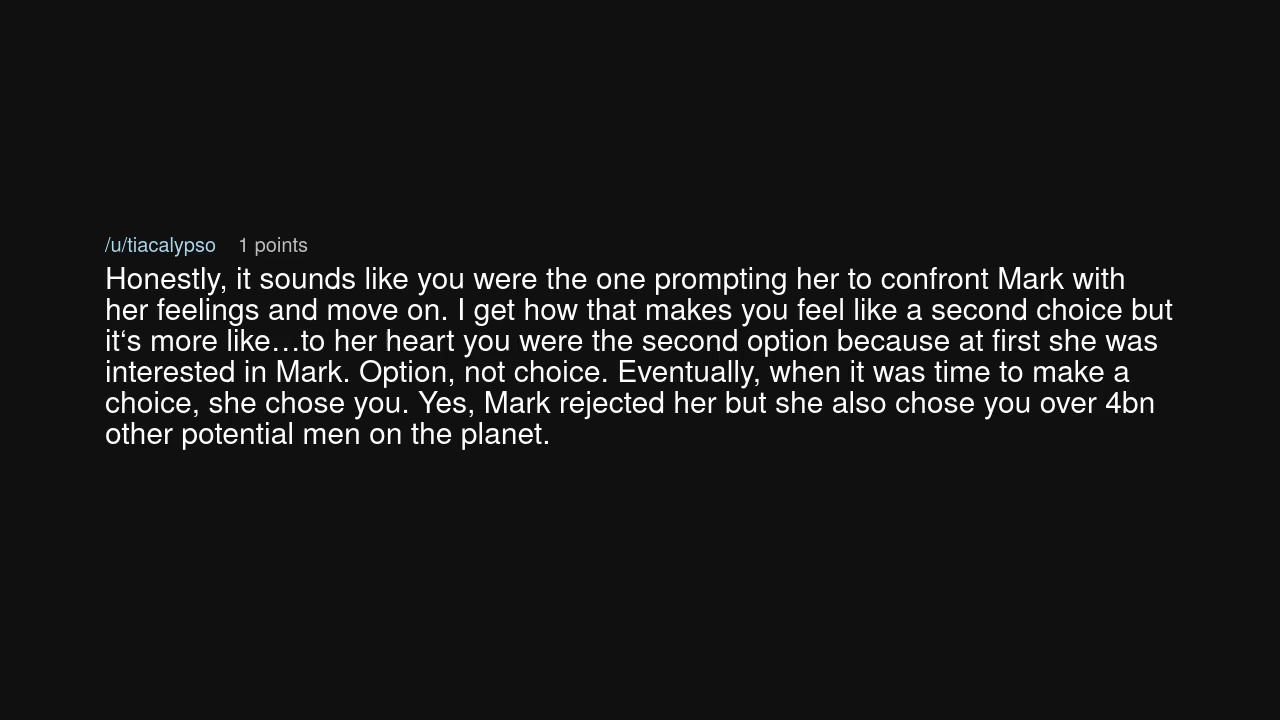 /u/tiacalypso 1 points
Honestly, it sounds like you were the one prompting her to confront Mark with
her feelings and move on. I get how that makes you feel like a second choice but
it‘s more like…to her heart you were the second option because at first she was
interested in Mark. Option, not choice. Eventually, when it was time to make a
choice, she chose you. Yes, Mark rejected her but she also chose you over 4bn
other potential men on the planet.